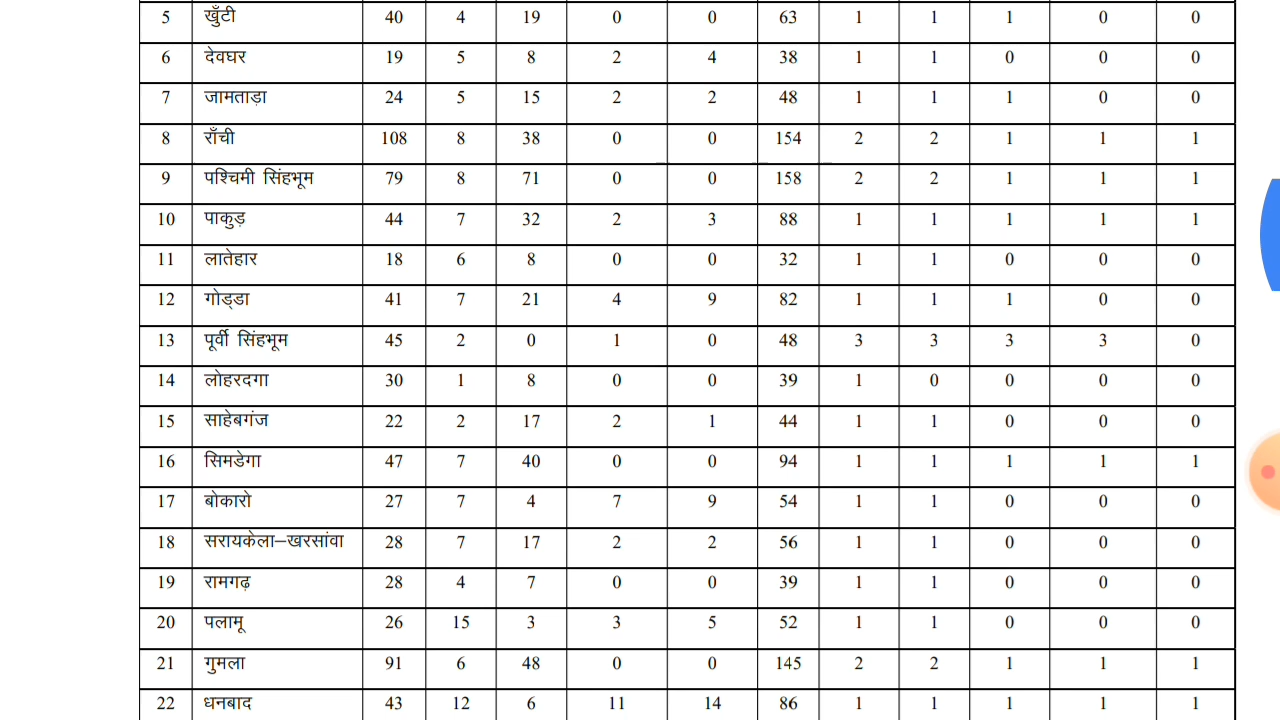 5 खुँटी 40 4 19 0 0 63 1 1 1 0 0
6 देवघर 19 5 8 2 4 38 1 1 0 0 0
7 जामताड़ा 24 5 15 2 2 48 1 1 1 0 0
8 राँची 108 8 38 0 0 154 2 2 1 1 1
9 पश्चिमी सिंहभूम 79 8 71 0 0 158 2 2 1 1 1
10 पाकुड़ 44 7 32 2 3 88 1 1 1 1 1
11 लातेहार 18 6 8 0 0 32 1 1 0 0 0
12 गोड्डा 41 7 21 4 9 82 1 1 1 0 0
13 पूर्वी सिंहभूम 45 2 0 1 0 48 3 3 3 3 0
14 लोहरदगा 30 1 8 0 0 39 1 0 0 0 0
15 साहेबगंज 22 2 17 2 1 44 1 1 0 0 0
16 सिमडेगा 47 7 40 0 0 94 1 1 1 1 1
17 बोकारो 27 7 4 7 9 54 1 1 0 0 0
18 सरायकेला–खरसांवा 28 7 17 2 2 56 1 1 0 0 0
19 रामगढ़ 28 4 7 0 0 39 1 1 0 0 0
20 पलामू 26 15 3 3 5 52 1 1 0 0 0
21 गुमला 91 6 48 0 0 145 2 2 1 1 1
22 धनबाद 43 12 6 11 14 86 1 1 1 1 1